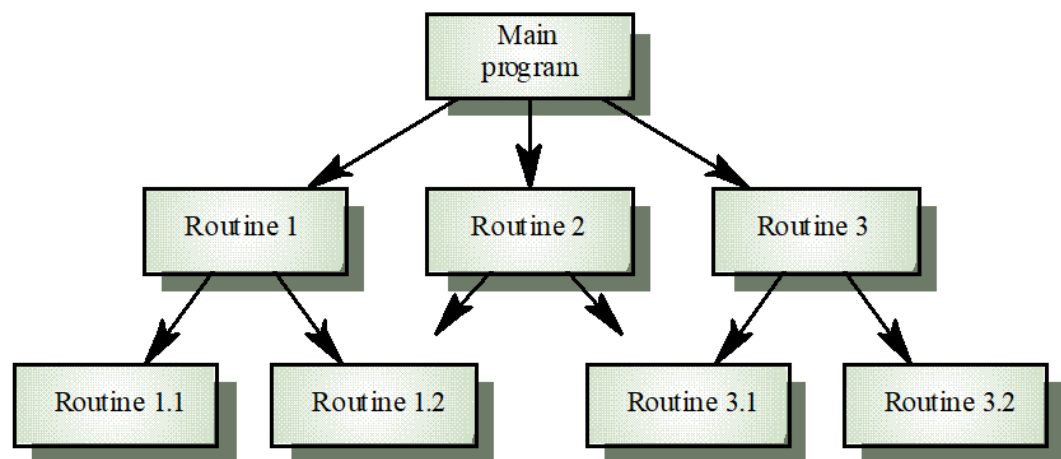 Main
program
Routine 1
Routine 2
Routine 3
Routine 1.1
Routine 1.2
Routine 3.1
Routine 3.2